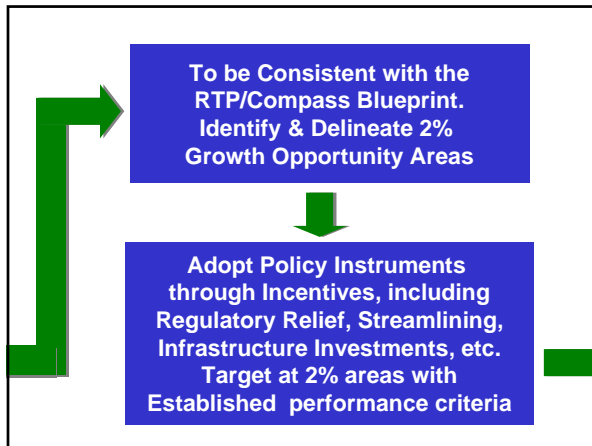 To be Consistent with the
RTP/Compass Blueprint.
Identify & Delineate 2%
Growth Opportunity Areas
Adopt Policy Instruments
through Incentives, including
Regulatory Relief, Streamlining,
Infrastructure Investments, etc.
Target at 2% areas with
Established performance criteria